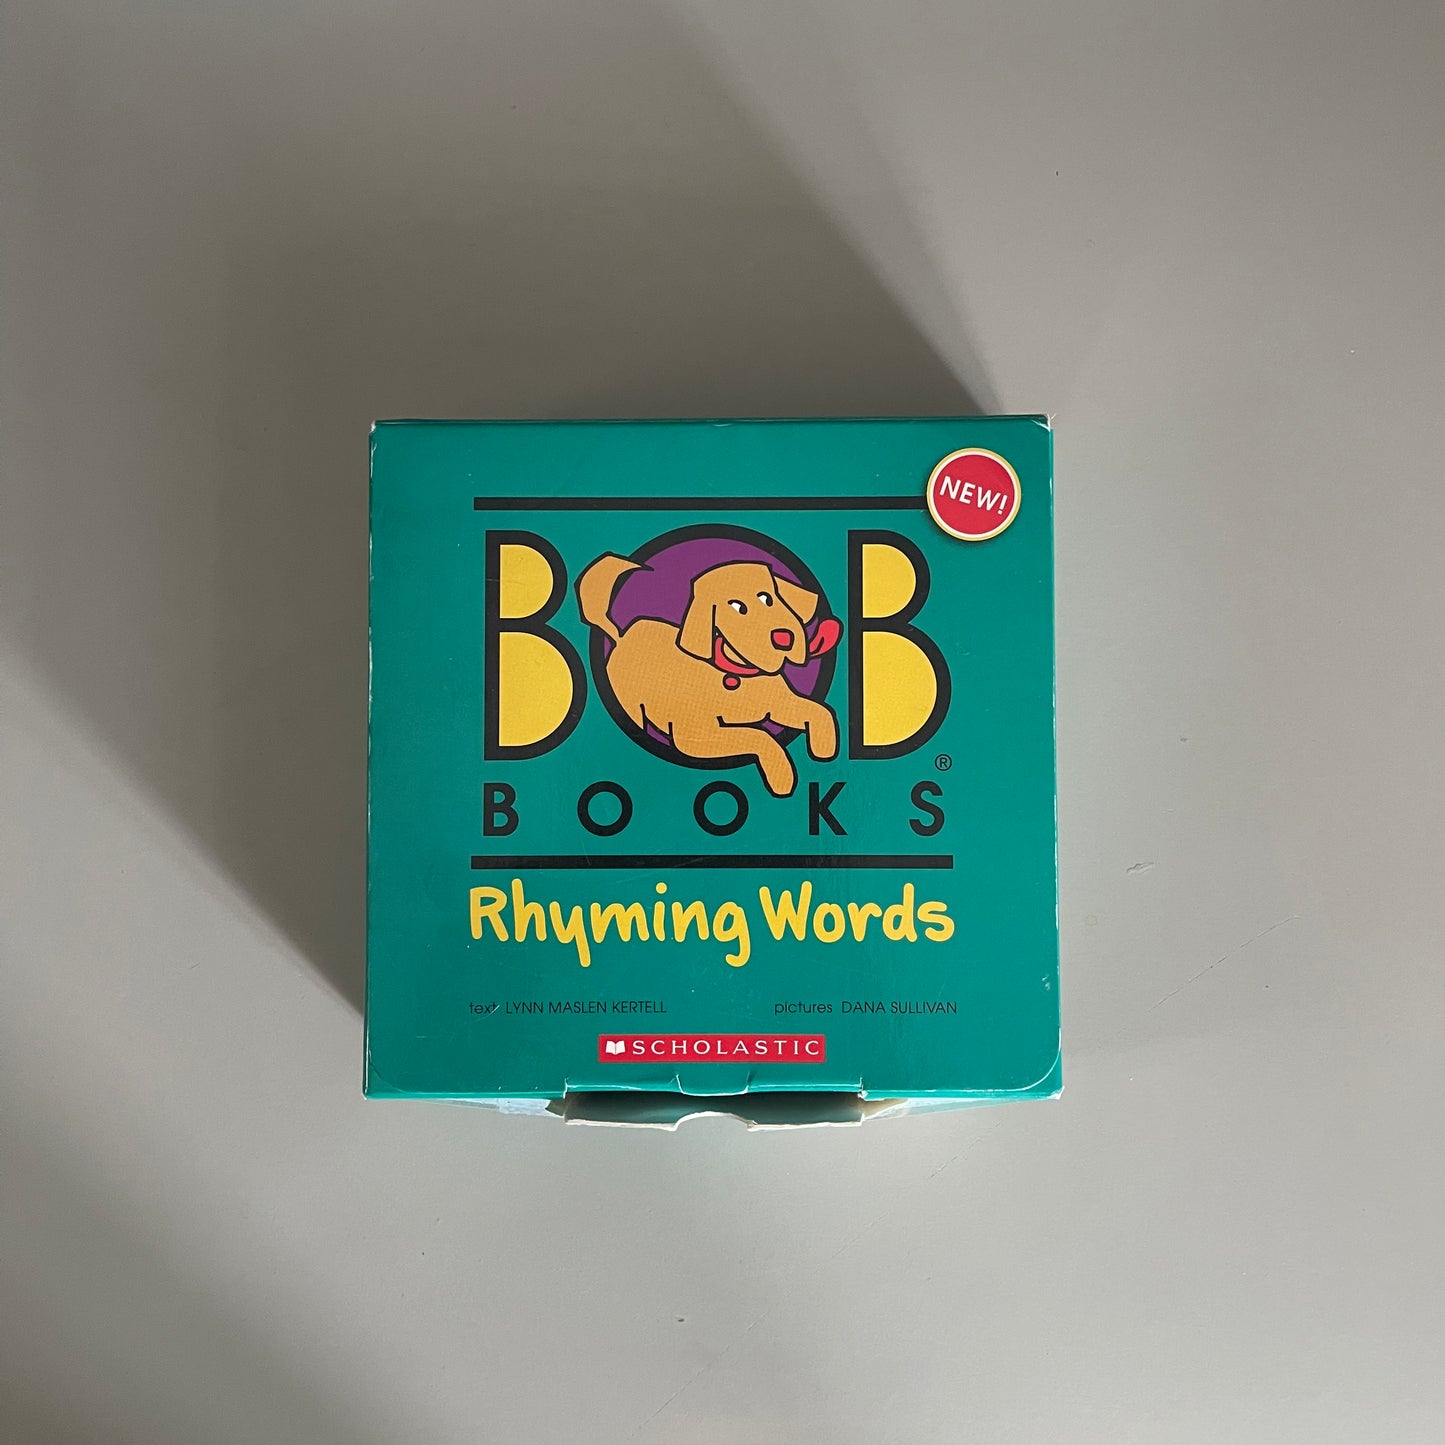 NEW!
BOB®
BOOKS
Rhyming Words
text LYNN MASLEN KERTELL pictures DANA SULLIVAN
SCHOLASTIC